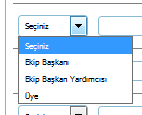 Seçiniz
Seçiniz
Ekip Başkanı
Ekip Başkan Yardımcısı
Üye